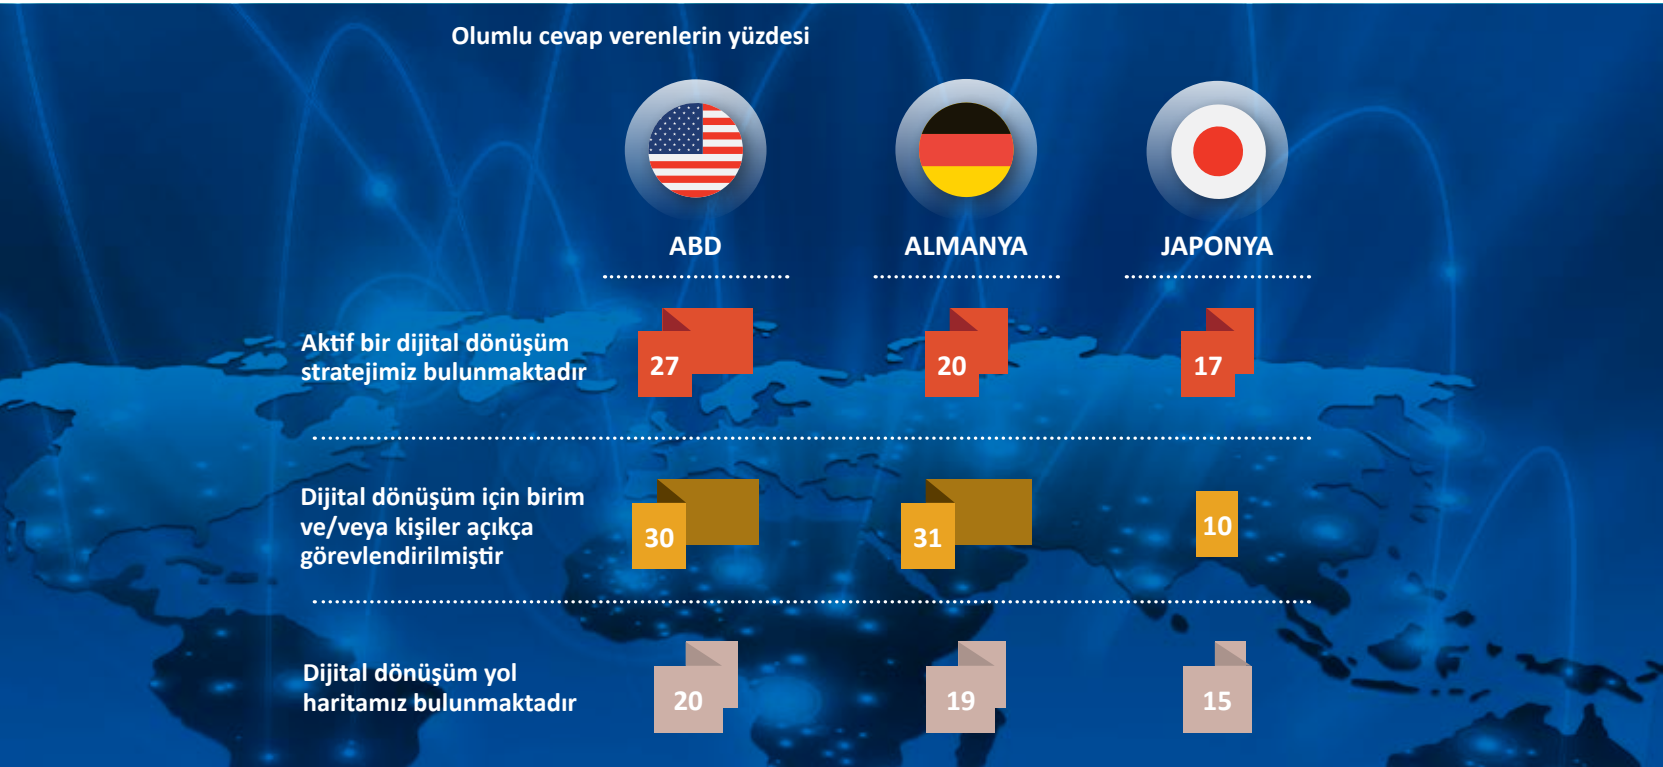 Olumlu cevap verenlerin yüzdesi
ABD
ALMANYA
JAPONYA
Aktif bir dijital dönüşüm
stratejimiz bulunmaktadır
27
20
17
Dijital dönüşüm için birim
ve/veya kişiler açıkça
görevlendirilmiştir
30
31
10
Dijital dönüşüm yol
haritamız bulunmaktadır
20
19
15